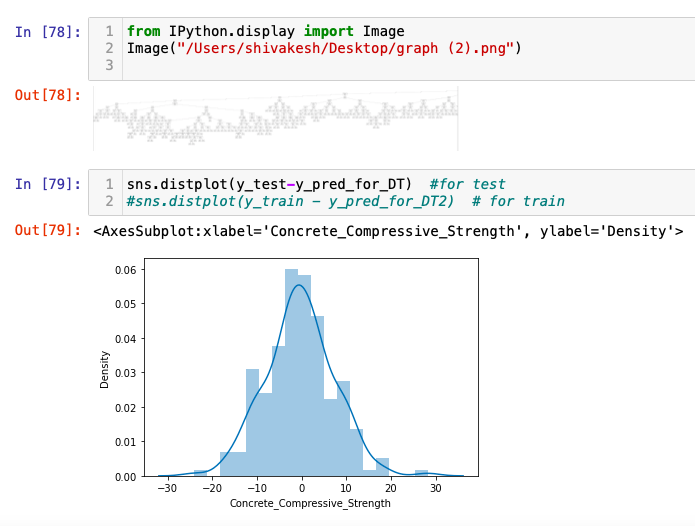 In [78]:
1 from IPython.display import Image
2 Image("/Users/shivakesh/Desktop/graph (2).png")
3
Out[78]:
In [79]:
1 sns.distplot(y_test-y_pred_for_DT)  #for test
2 #sns.distplot(y_train - y_pred_for_DT2)  # for train
Out[79]: <AxesSubplot:xlabel='Concrete_Compressive_Strength', ylabel='Density'>
0.06
0.05
0.04
0.03
0.02
0.01
0.00
Density
−30 −20 −10 0 10 20 30
Concrete_Compressive_Strength